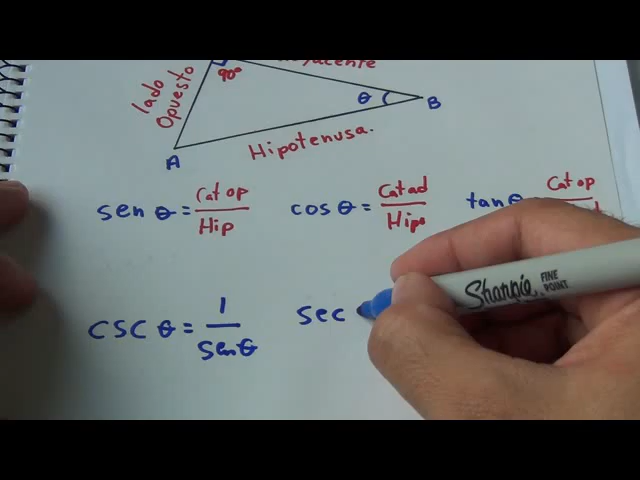 lado
Opuesto
90°
θ
B
A
Hipotenusa.
sen θ = Cat op / Hip
cos θ = Cat ad / Hip
tan θ Cat op
csc θ = 1 / sen θ
sec
Sharpie FINE POINT